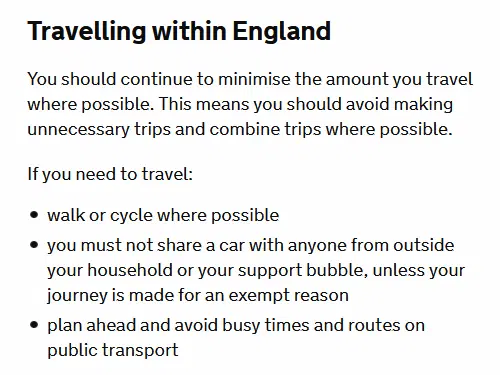 Travelling within England
You should continue to minimise the amount you travel
where possible. This means you should avoid making
unnecessary trips and combine trips where possible.
If you need to travel:
• walk or cycle where possible
• you must not share a car with anyone from outside
your household or your support bubble, unless your
journey is made for an exempt reason
• plan ahead and avoid busy times and routes on
public transport